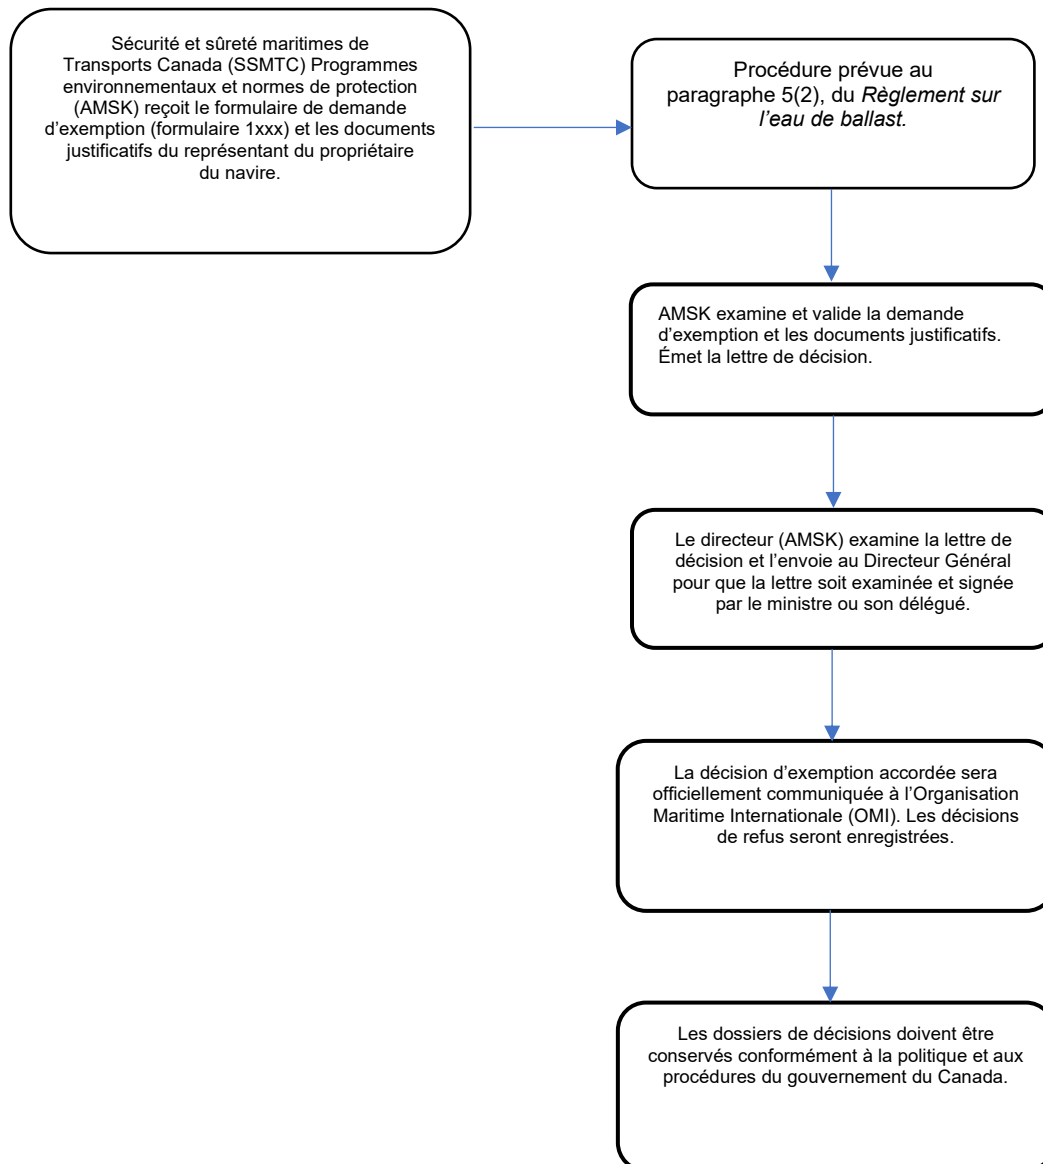 Sécurité et sûreté maritimes de
Transports Canada (SSMTC) Programmes
environnementaux et normes de protection
(AMSK) reçoit le formulaire de demande
d’exemption (formulaire 1xxx) et les documents
justificatifs du représentant du propriétaire
du navire.
Procédure prévue au
paragraphe 5(2), du Règlement sur
l’eau de ballast.
AMSK examine et valide la demande
d’exemption et les documents justificatifs.
Émet la lettre de décision.
Le directeur (AMSK) examine la lettre de
décision et l’envoie au Directeur Général
pour que la lettre soit examinée et signée
par le ministre ou son délégué.
La décision d’exemption accordée sera
officiellement communiquée à l’Organisation
Maritime Internationale (OMI). Les décisions
de refus seront enregistrées.
Les dossiers de décisions doivent être
conservés conformément à la politique et aux
procédures du gouvernement du Canada.